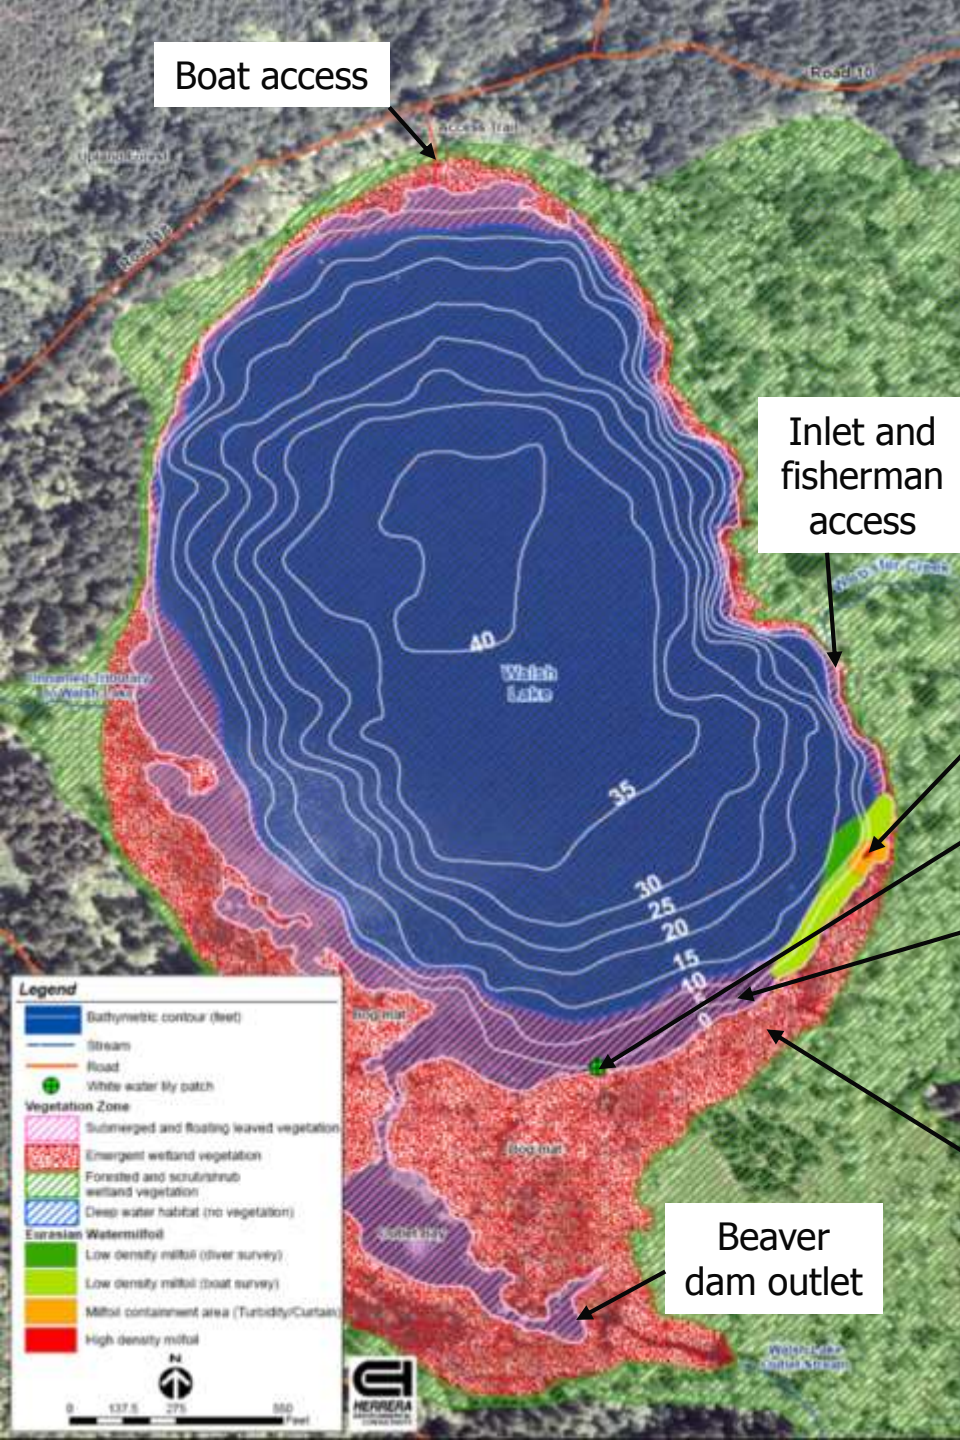 Boat access
Road 10
Access Trail
Upland Forest
Road 10
Inlet and
fisherman
access
Webster Creek
Unnamed Tributary
to Walsh Lake
40
Walsh
Lake
35
30
25
20
15
10
5
0
Bog mat
Bog mat
Outlet bay
Beaver
dam outlet
Walsh Lake
Outlet Stream
Legend
Bathymetric contour (feet)
Stream
Road
White water lily patch
Vegetation Zone
Submerged and floating leaved vegetation
Emergent wetland vegetation
Forested and scrub/shrub
wetland vegetation
Deep water habitat (no vegetation)
Eurasian Watermilfoil
Low density milfoil (diver survey)
Low density milfoil (boat survey)
Milfoil containment area (Turbidity/Curtain)
High density milfoil
N
0 137.5 275 550
Feet
HERRERA
ENVIRONMENTAL
CONSULTANTS